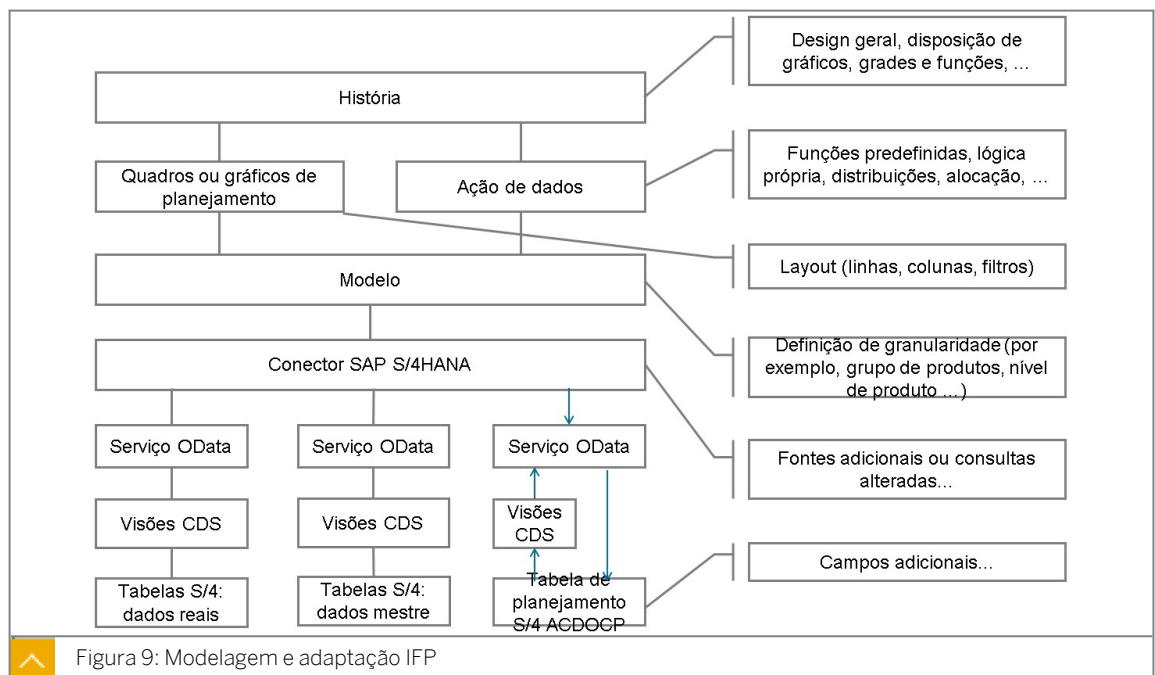 Design geral, disposição de
gráficos, grades e funções, ...
História
Quadros ou gráficos de
planejamento
Ação de dados
Funções predefinidas, lógica
própria, distribuições, alocação, ...
Layout (linhas, colunas, filtros)
Modelo
Definição de granularidade (por
exemplo, grupo de produtos, nível
de produto ...)
Conector SAP S/4HANA
Serviço OData
Serviço OData
Serviço OData
Fontes adicionais ou consultas
alteradas...
Visões CDS
Visões CDS
Visões
CDS
Tabelas S/4:
dados reais
Tabelas S/4:
dados mestre
Tabela de
planejamento
S/4 ACDOCP
Campos adicionais...
Figura 9: Modelagem e adaptação IFP